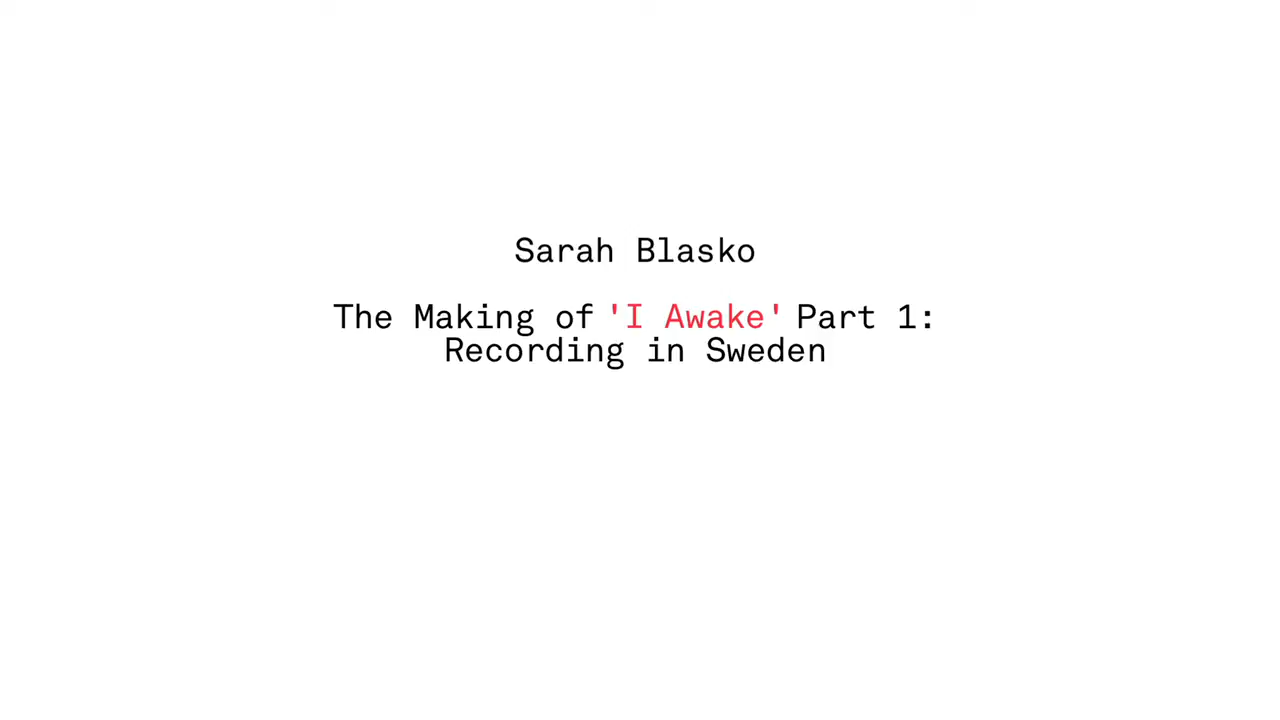 Sarah Blasko
The Making of 'I Awake' Part 1:
Recording in Sweden